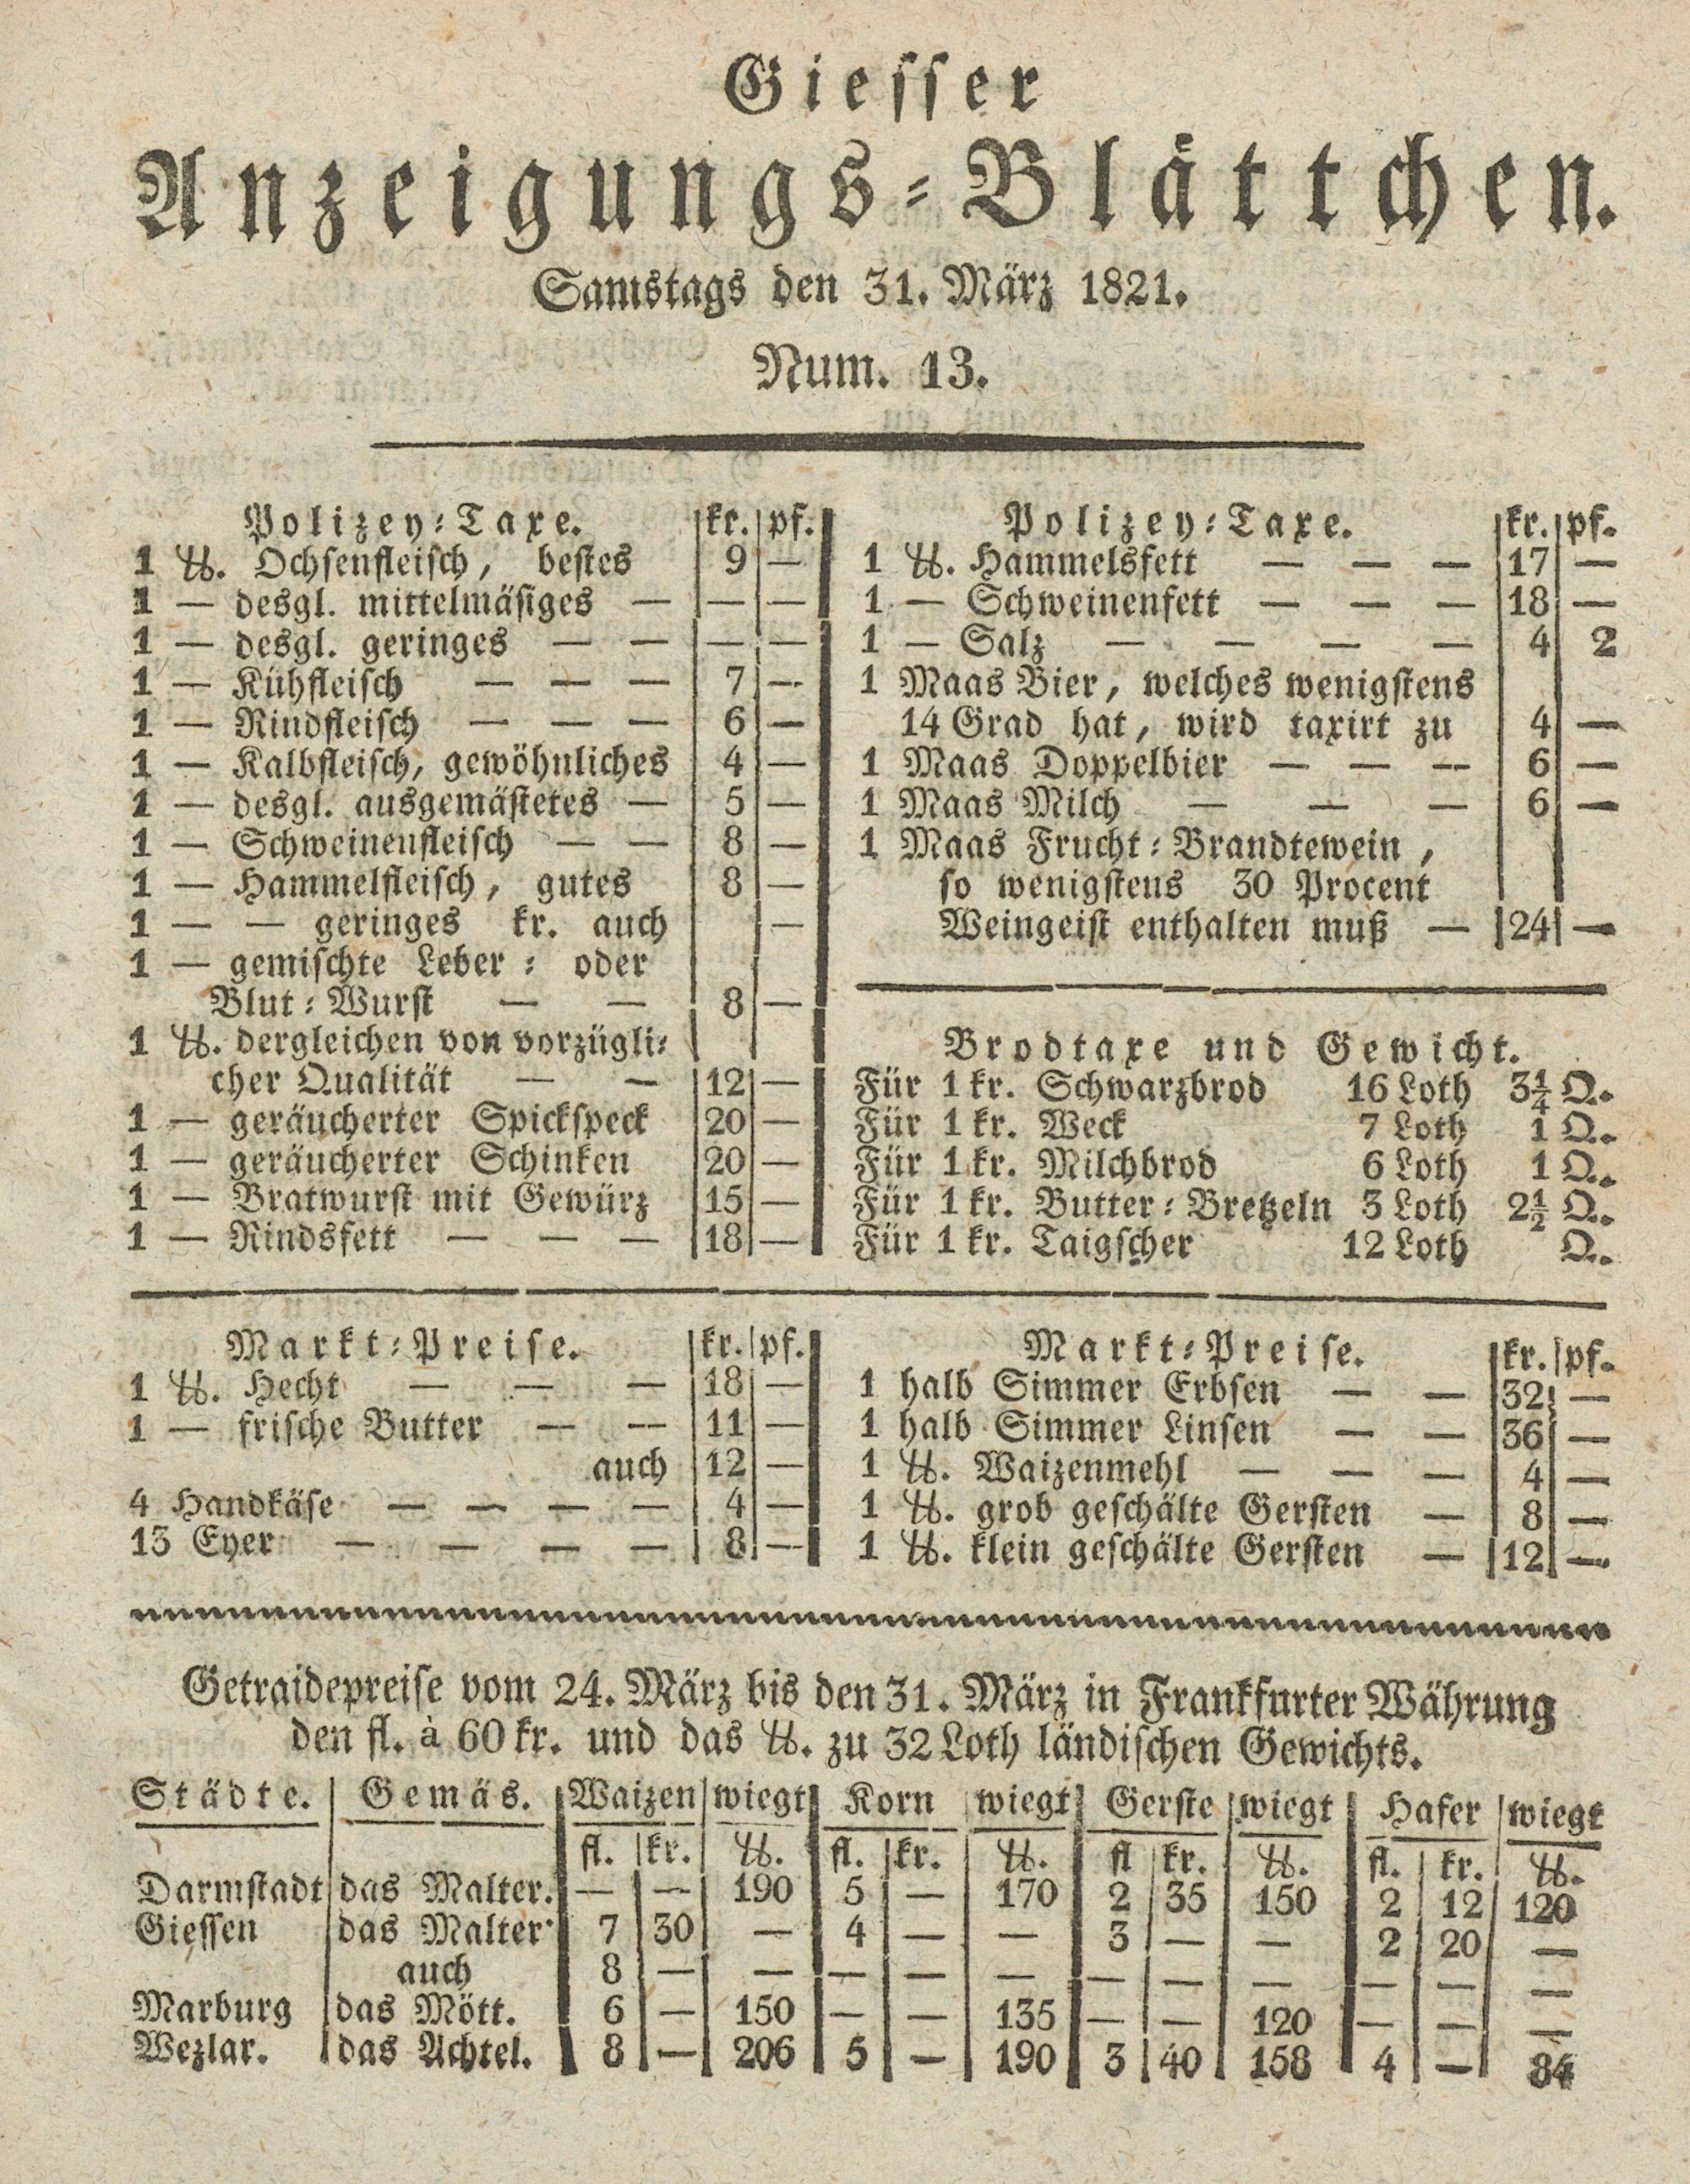 Giesser
Anzeigungs-Blättchen.
Samstags den 31. März 1821.
Num. 13.
Polizey-Taxe. kr. pf.
1 ℔. Ochsenfleisch, bestes 9 —
1 — desgl. mittelmäsiges — — —
1 — desgl. geringes — — — —
1 — Kühfleisch — — — 7 —
1 — Rindfleisch — — — 6 —
1 — Kalbfleisch, gewöhnliches 4 —
1 — desgl. ausgemästetes — 5 —
1 — Schweinenfleisch — — 8 —
1 — Hammelfleisch, gutes 8 —
1 — — geringes kr. auch —
1 — gemischte Leber- oder
Blut-Wurst — — 8 —
1 ℔. dergleichen von vorzügli-
cher Qualität — — 12 —
1 — geräucherter Spickspeck 20 —
1 — geräucherter Schinken 20 —
1 — Bratwurst mit Gewürz 15 —
1 — Rindsfett — — — 18 —
Polizey-Taxe. kr. pf.
1 ℔. Hammelsfett — — — 17 —
1 — Schweinenfett — — — 18 —
1 — Salz — — — — 4 2
1 Maas Bier, welches wenigstens
14 Grad hat, wird taxirt zu 4 —
1 Maas Doppelbier — — — 6 —
1 Maas Milch — — — 6 —
1 Maas Frucht-Brandtewein,
so wenigstens 30 Procent
Weingeist enthalten muß — 24 —
Brodtaxe und Gewicht.
Für 1 kr. Schwarzbrod 16 Loth 3¼ Q.
Für 1 kr. Weck 7 Loth 1 Q.
Für 1 kr. Milchbrod 6 Loth 1 Q.
Für 1 kr. Butter-Bretzeln 3 Loth 2½ Q.
Für 1 kr. Taigscher 12 Loth Q.
Markt-Preise. kr. pf.
1 ℔. Hecht — — — 18 —
1 — frische Butter — — 11 —
auch 12 —
4 Handkäse — — — — 4 —
13 Eyer — — — — 8 —
Markt-Preise. kr. pf.
1 halb Simmer Erbsen — — 32 —
1 halb Simmer Linsen — — 36 —
1 ℔. Waizenmehl — — — 4 —
1 ℔. grob geschälte Gersten — 8 —
1 ℔. klein geschälte Gersten — 12 —
Getraidepreise vom 24. März bis den 31. März in Frankfurter Währung
den fl. à 60 kr. und das ℔. zu 32 Loth ländischen Gewichts.
Städte. Gemäs. Waizen wiegt Korn wiegt Gerste wiegt Hafer wiegt
fl. kr. ℔. fl. kr. ℔. fl kr. ℔. fl. kr. ℔.
Darmstadt das Malter. — — 190 5 — 170 2 35 150 2 12 120
Giessen das Malter 7 30 — 4 — — 3 — — 2 20 —
auch 8 — — — — — — — — — — —
Marburg das Mött. 6 — 150 — — 135 — — 120 — — —
Wezlar. das Achtel. 8 — 206 5 — 190 3 40 158 4 — 84